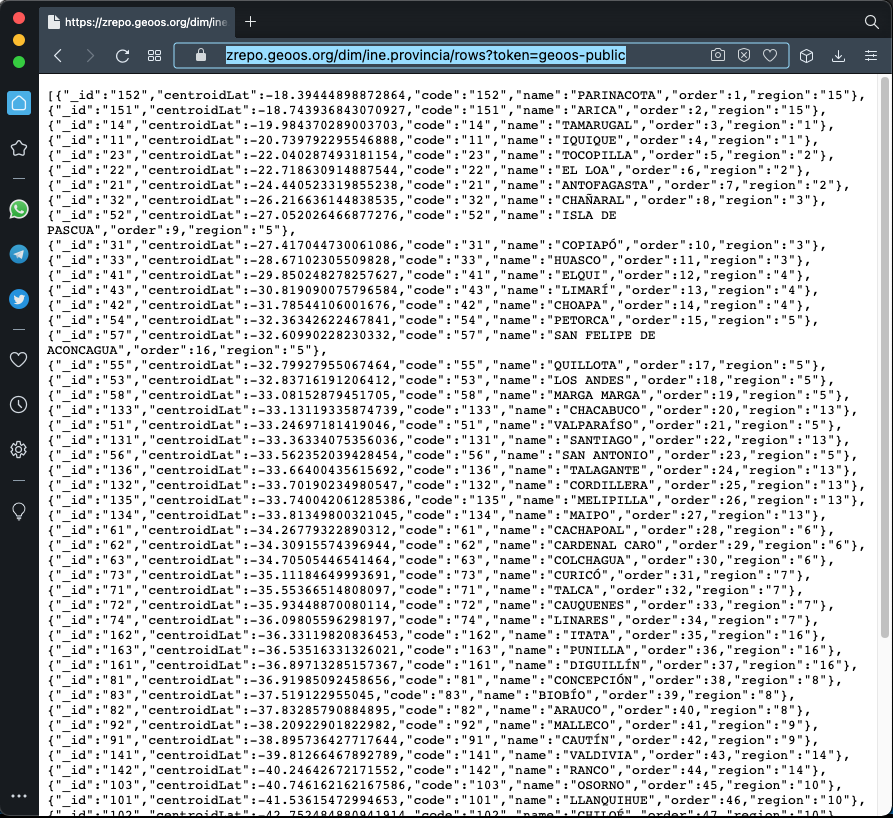 https://zrepo.geoos.org/dim/ine
zrepo.geoos.org/dim/ine.provincia/rows?token=geoos-public
[{"_id":"152","centroidLat":-18.394448988728​64,"code":"152","name":"PARINACOTA","order":1,"region":"15"},
{"_id":"151","centroidLat":-18.743936843070927,"code":"151","name":"ARICA","order":2,"region":"15"},
{"_id":"14","centroidLat":-19.984370289003703,"code":"14","name":"TAMARUGAL","order":3,"region":"1"},
{"_id":"11","centroidLat":-20.739792295546888,"code":"11","name":"IQUIQUE","order":4,"region":"1"},
{"_id":"23","centroidLat":-22.040287493181154,"code":"23","name":"TOCOPILLA","order":5,"region":"2"},
{"_id":"22","centroidLat":-22.718630914887544,"code":"22","name":"EL LOA","order":6,"region":"2"},
{"_id":"21","centroidLat":-24.440523319855238,"code":"21","name":"ANTOFAGASTA","order":7,"region":"2"},
{"_id":"32","centroidLat":-26.216636144838535,"code":"32","name":"CHAÑARAL","order":8,"region":"3"},
{"_id":"52","centroidLat":-27.052026466877276,"code":"52","name":"ISLA DE
PASCUA","order":9,"region":"5"},
{"_id":"31","centroidLat":-27.417044730061086,"code":"31","name":"COPIAPÓ","order":10,"region":"3"},
{"_id":"33","centroidLat":-28.67102305509828,"code":"33","name":"HUASCO","order":11,"region":"3"},
{"_id":"41","centroidLat":-29.850248278257627,"code":"41","name":"ELQUI","order":12,"region":"4"},
{"_id":"43","centroidLat":-30.819090075796584,"code":"43","name":"LIMARÍ","order":13,"region":"4"},
{"_id":"42","centroidLat":-31.78544106001676,"code":"42","name":"CHOAPA","order":14,"region":"4"},
{"_id":"54","centroidLat":-32.36342622467841,"code":"54","name":"PETORCA","order":15,"region":"5"},
{"_id":"57","centroidLat":-32.60990228230332,"code":"57","name":"SAN FELIPE DE
ACONCAGUA","order":16,"region":"5"},
{"_id":"55","centroidLat":-32.79927955067464,"code":"55","name":"QUILLOTA","order":17,"region":"5"},
{"_id":"53","centroidLat":-32.83716191206412,"code":"53","name":"LOS ANDES","order":18,"region":"5"},
{"_id":"58","centroidLat":-33.08152879451705,"code":"58","name":"MARGA MARGA","order":19,"region":"5"},
{"_id":"133","centroidLat":-33.13119335874739,"code":"133","name":"CHACABUCO","order":20,"region":"13"},
{"_id":"51","centroidLat":-33.24697181419046,"code":"51","name":"VALPARAÍSO","order":21,"region":"5"},
{"_id":"131","centroidLat":-33.36334075356036,"code":"131","name":"SANTIAGO","order":22,"region":"13"},
{"_id":"56","centroidLat":-33.562352039428454,"code":"56","name":"SAN ANTONIO","order":23,"region":"5"},
{"_id":"136","centroidLat":-33.66400435615692,"code":"136","name":"TALAGANTE","order":24,"region":"13"},
{"_id":"132","centroidLat":-33.70190234980547,"code":"132","name":"CORDILLERA","order":25,"region":"13"},
{"_id":"135","centroidLat":-33.740042061285386,"code":"135","name":"MELIPILLA","order":26,"region":"13"},
{"_id":"134","centroidLat":-33.81349800321045,"code":"134","name":"MAIPO","order":27,"region":"13"},
{"_id":"61","centroidLat":-34.26779322890312,"code":"61","name":"CACHAPOAL","order":28,"region":"6"},
{"_id":"62","centroidLat":-34.30915574396944,"code":"62","name":"CARDENAL CARO","order":29,"region":"6"},
{"_id":"63","centroidLat":-34.70505446541464,"code":"63","name":"COLCHAGUA","order":30,"region":"6"},
{"_id":"73","centroidLat":-35.11184649993691,"code":"73","name":"CURICÓ","order":31,"region":"7"},
{"_id":"71","centroidLat":-35.55366514808097,"code":"71","name":"TALCA","order":32,"region":"7"},
{"_id":"72","centroidLat":-35.93448870080114,"code":"72","name":"CAUQUENES","order":33,"region":"7"},
{"_id":"74","centroidLat":-36.09805596298197,"code":"74","name":"LINARES","order":34,"region":"7"},
{"_id":"162","centroidLat":-36.33119820836453,"code":"162","name":"ITATA","order":35,"region":"16"},
{"_id":"163","centroidLat":-36.53516331326021,"code":"163","name":"PUNILLA","order":36,"region":"16"},
{"_id":"161","centroidLat":-36.89713285157367,"code":"161","name":"DIGUILLÍN","order":37,"region":"16"},
{"_id":"81","centroidLat":-36.91985092458656,"code":"81","name":"CONCEPCIÓN","order":38,"region":"8"},
{"_id":"83","centroidLat":-37.519122955045,"code":"83","name":"BIOBÍO","order":39,"region":"8"},
{"_id":"82","centroidLat":-37.83285790884895,"code":"82","name":"ARAUCO","order":40,"region":"8"},
{"_id":"92","centroidLat":-38.20922901822982,"code":"92","name":"MALLECO","order":41,"region":"9"},
{"_id":"91","centroidLat":-38.895736427717644,"code":"91","name":"CAUTÍN","order":42,"region":"9"},
{"_id":"141","centroidLat":-39.81266467892789,"code":"141","name":"VALDIVIA","order":43,"region":"14"},
{"_id":"142","centroidLat":-40.24642672171552,"code":"142","name":"RANCO","order":44,"region":"14"},
{"_id":"103","centroidLat":-40.746162162167586,"code":"103","name":"OSORNO","order":45,"region":"10"},
{"_id":"101","centroidLat":-41.53615472994653,"code":"101","name":"LLANQUIHUE","order":46,"region":"10"},
{"_id":"102","centroidLat":-42.752484880941914,"code":"102","name":"CHILOÉ","order":47,"region":"10"},